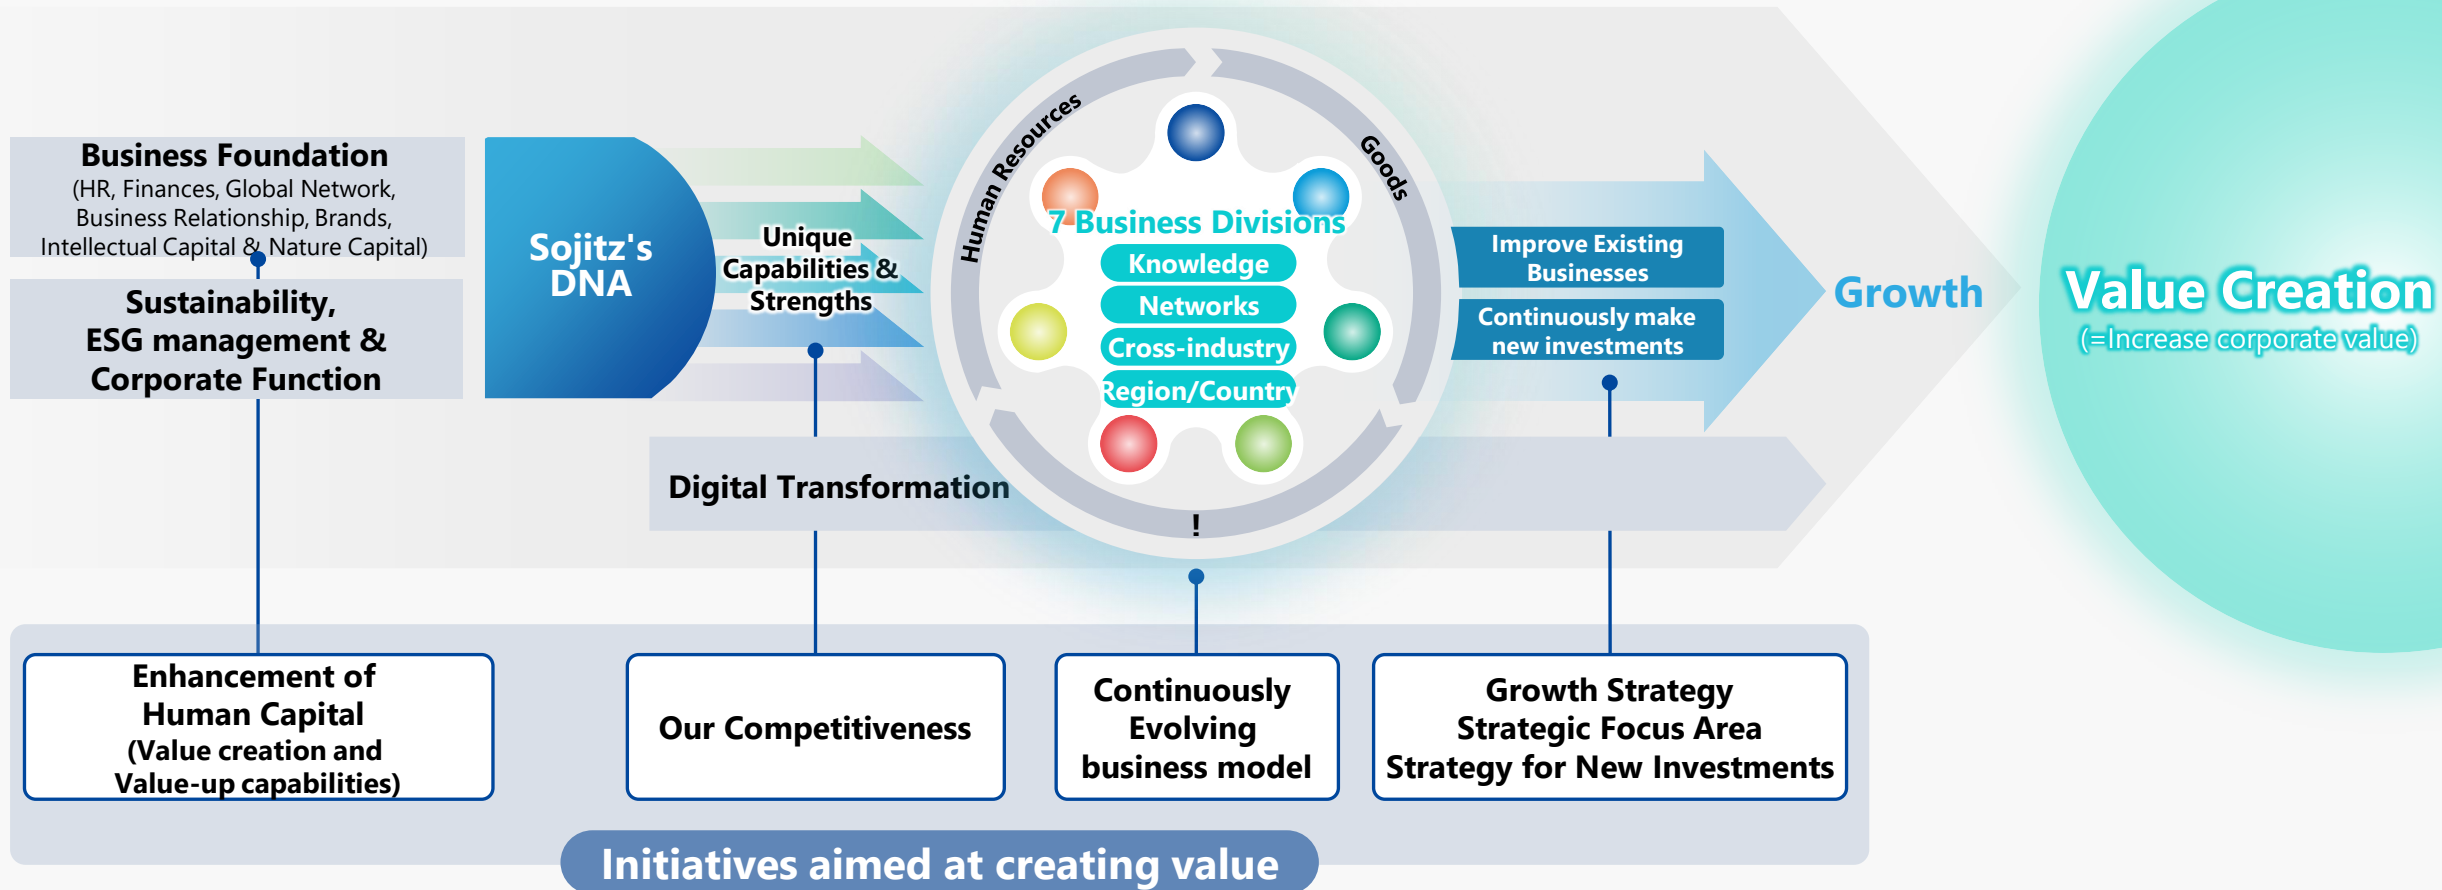 Business Foundation
(HR, Finances, Global Network,
Business Relationship, Brands,
Intellectual Capital & Nature Capital)
Sustainability,
ESG management &
Corporate Function
Sojitz's
DNA
Unique
Capabilities &
Strengths
Human Resources
Goods
7 Business Divisions
Knowledge
Networks
Cross-industry
Region/Country
!
Improve Existing
Businesses
Continuously make
new investments
Growth
Value Creation
(=Increase corporate value)
Digital Transformation
Enhancement of
Human Capital
(Value creation and
Value-up capabilities)
Our Competitiveness
Continuously
Evolving
business model
Growth Strategy
Strategic Focus Area
Strategy for New Investments
Initiatives aimed at creating value